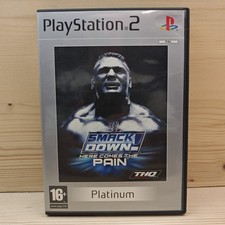 PlayStation 2
SMACK
DOWN!
HERE COMES THE
PAIN
THQ
16+
Platinum